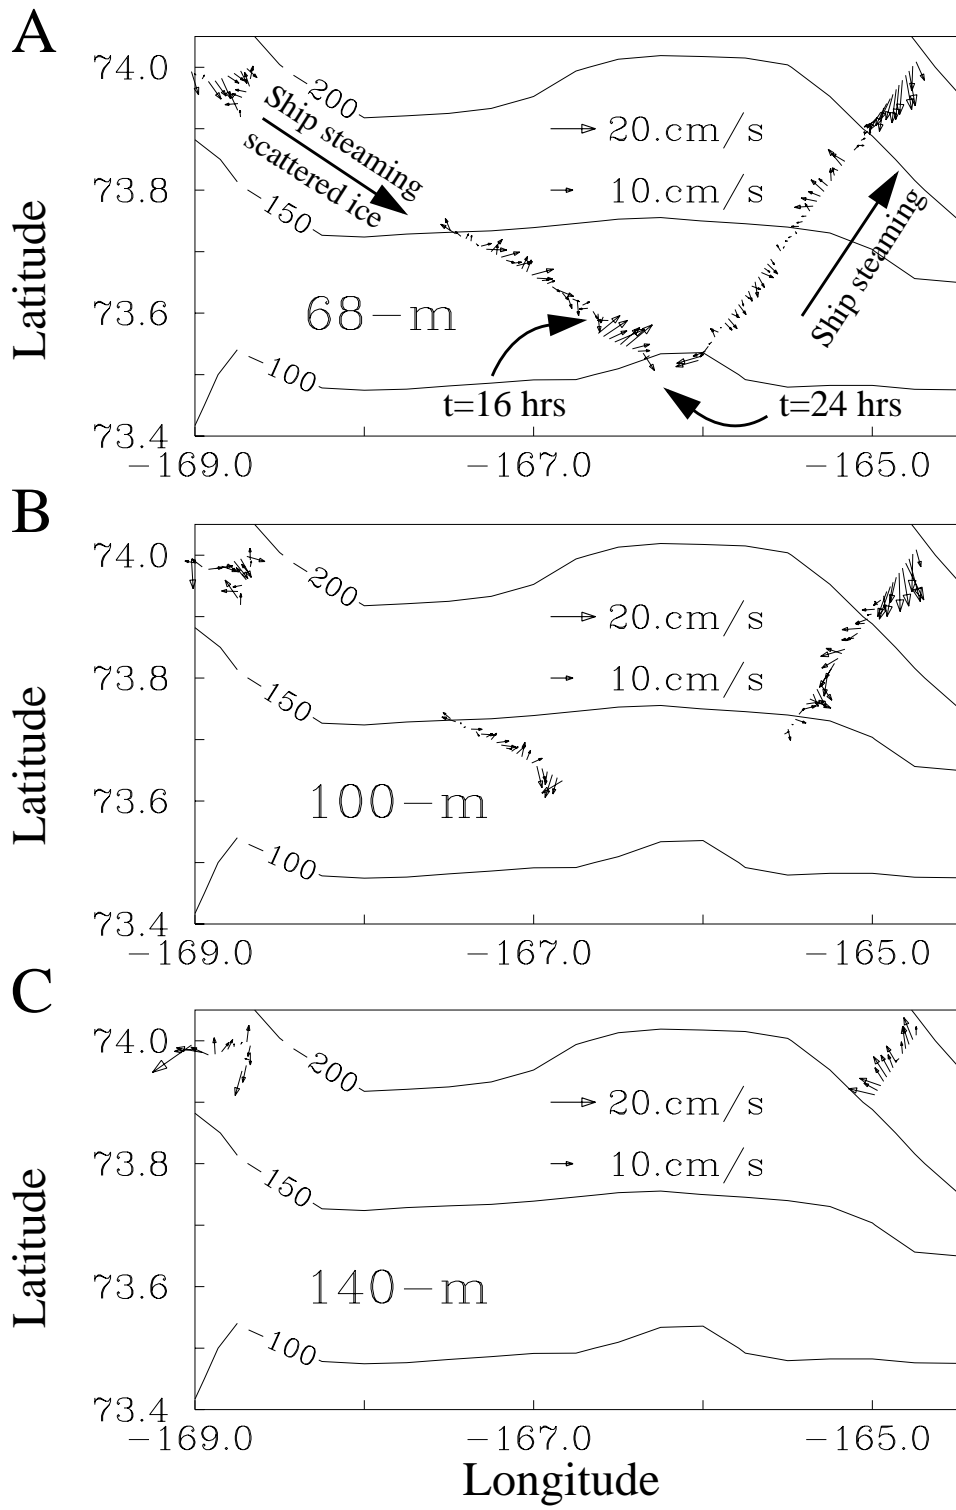 A
Latitude
74.0
73.8
73.6
73.4
-169.0
-167.0
-165.0
-200
-150
-100
Ship steaming
scattered ice
20.cm/s
10.cm/s
68-m
Ship steaming
t=16 hrs
t=24 hrs
B
Latitude
74.0
73.8
73.6
73.4
-169.0
-167.0
-165.0
-200
-150
-100
20.cm/s
10.cm/s
100-m
C
Latitude
74.0
73.8
73.6
73.4
-169.0
-167.0
-165.0
-200
-150
-100
20.cm/s
10.cm/s
140-m
Longitude